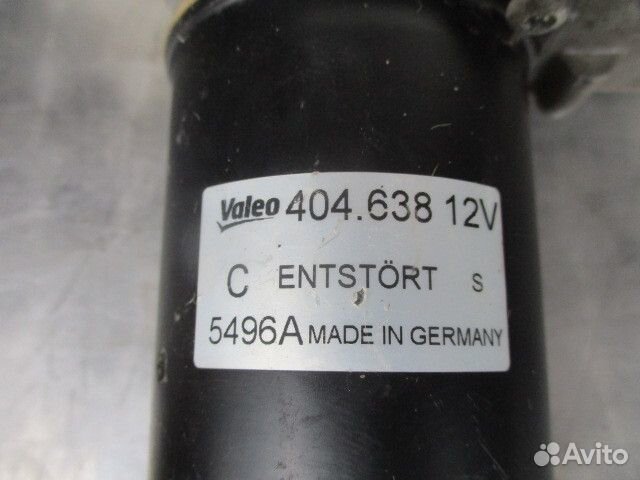 Valeo 404.638 12V
C ENTSTÖRT S
5496A MADE IN GERMANY
Avito